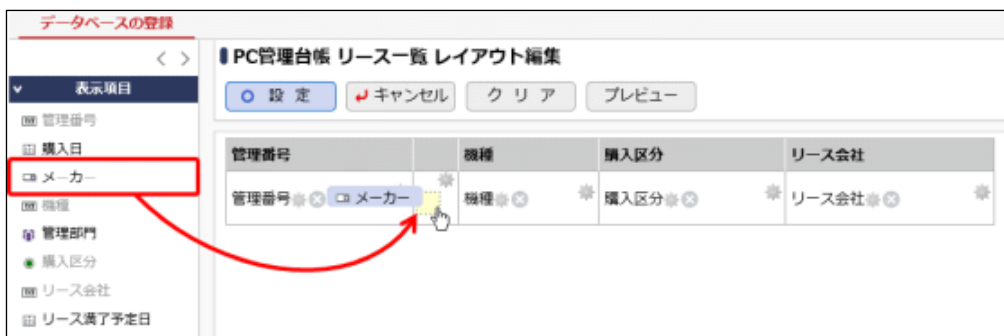 データベースの登録
< >
表示項目
管理番号
購入日
メーカー
機種
管理部門
購入区分
リース会社
リース満了予定日
PC管理台帳 リース一覧 レイアウト編集
設 定 キャンセル ク リ ア プレビュー
管理番号 機種 購入区分 リース会社
管理番号 メーカー 機種 購入区分 リース会社